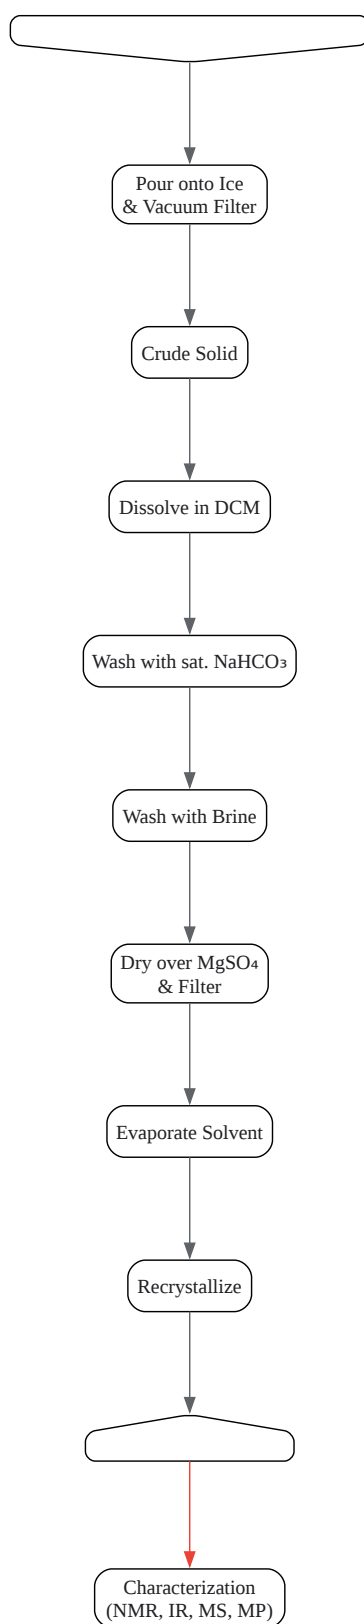 Pour onto Ice
& Vacuum Filter
Crude Solid
Dissolve in DCM
Wash with sat. NaHCO₃
Wash with Brine
Dry over MgSO₄
& Filter
Evaporate Solvent
Recrystallize
Characterization
(NMR, IR, MS, MP)